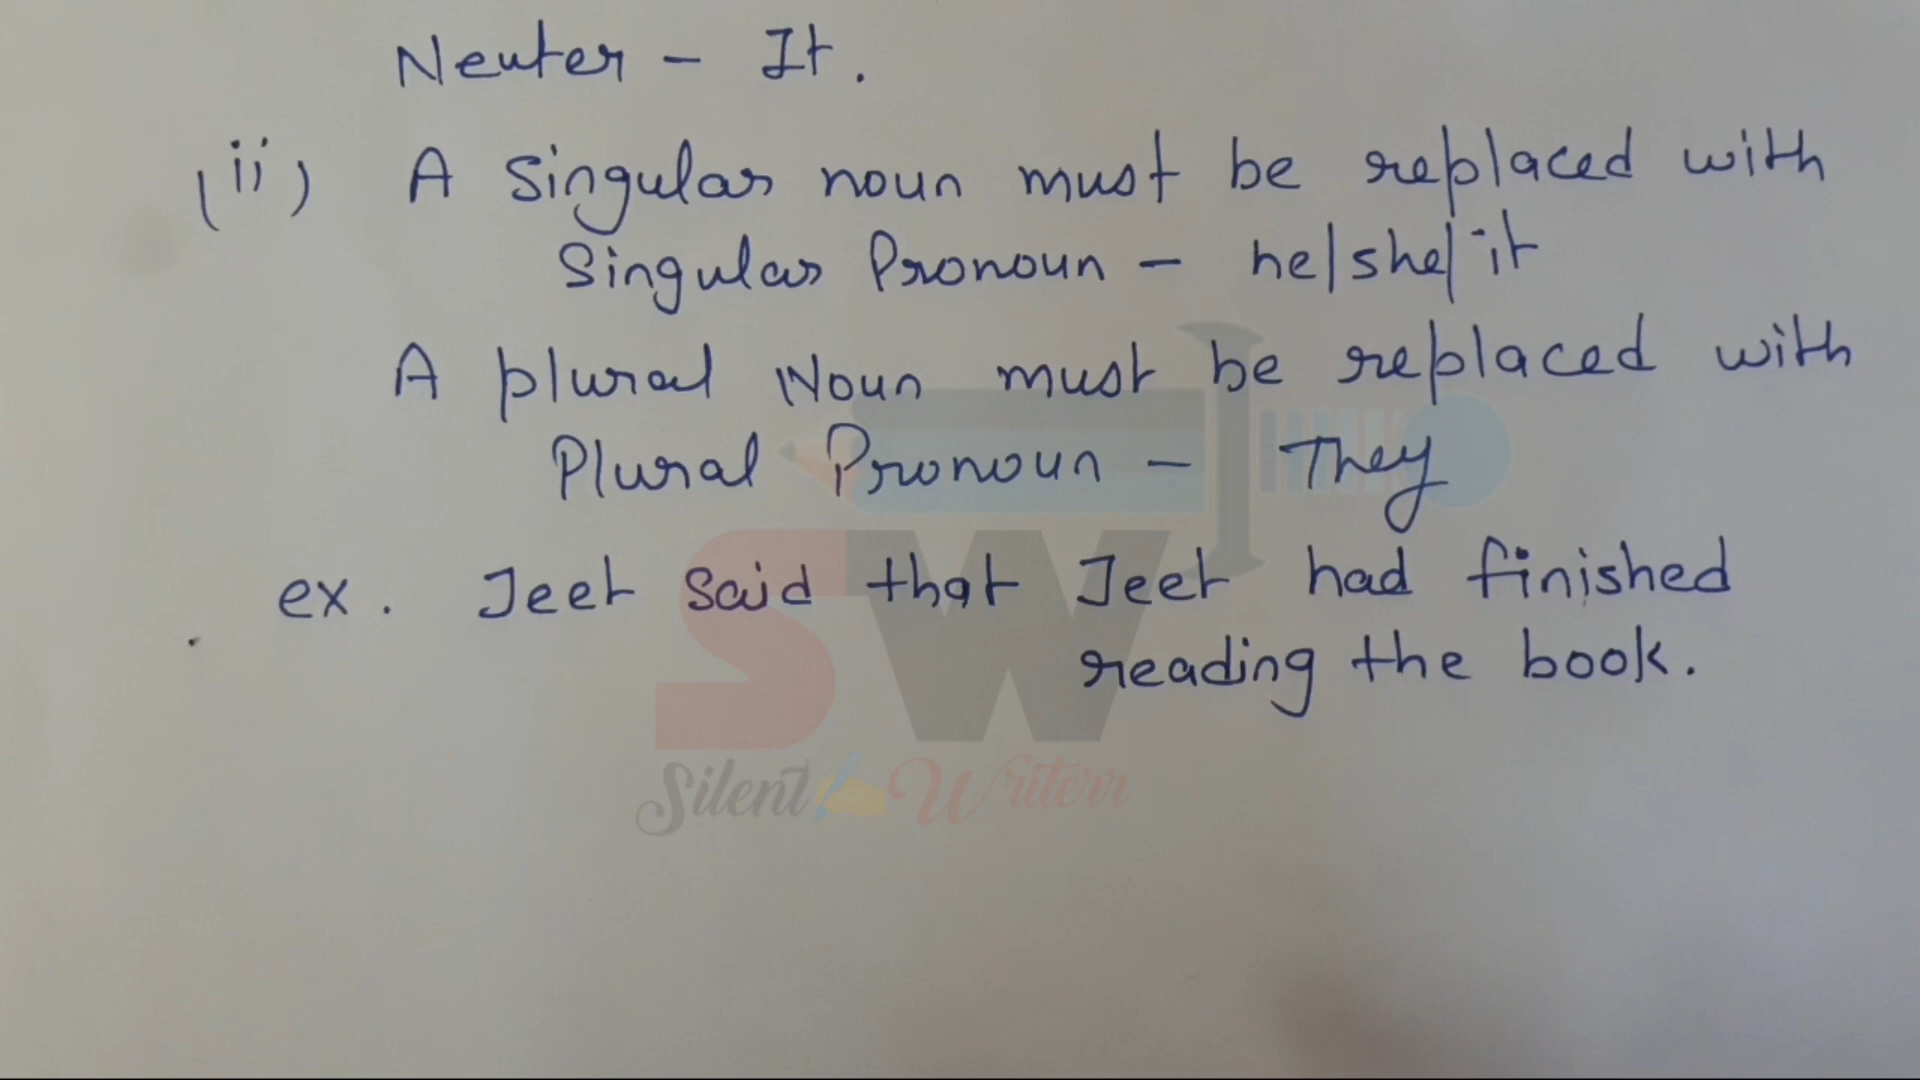 Neuter - It.
(ii) A Singular noun must be replaced with
Singular Pronoun - he/she/it
A plural Noun must be replaced with
Plural Pronoun - They
ex. Jeet said that Jeet had finished
reading the book.
SW
Silent Writerr